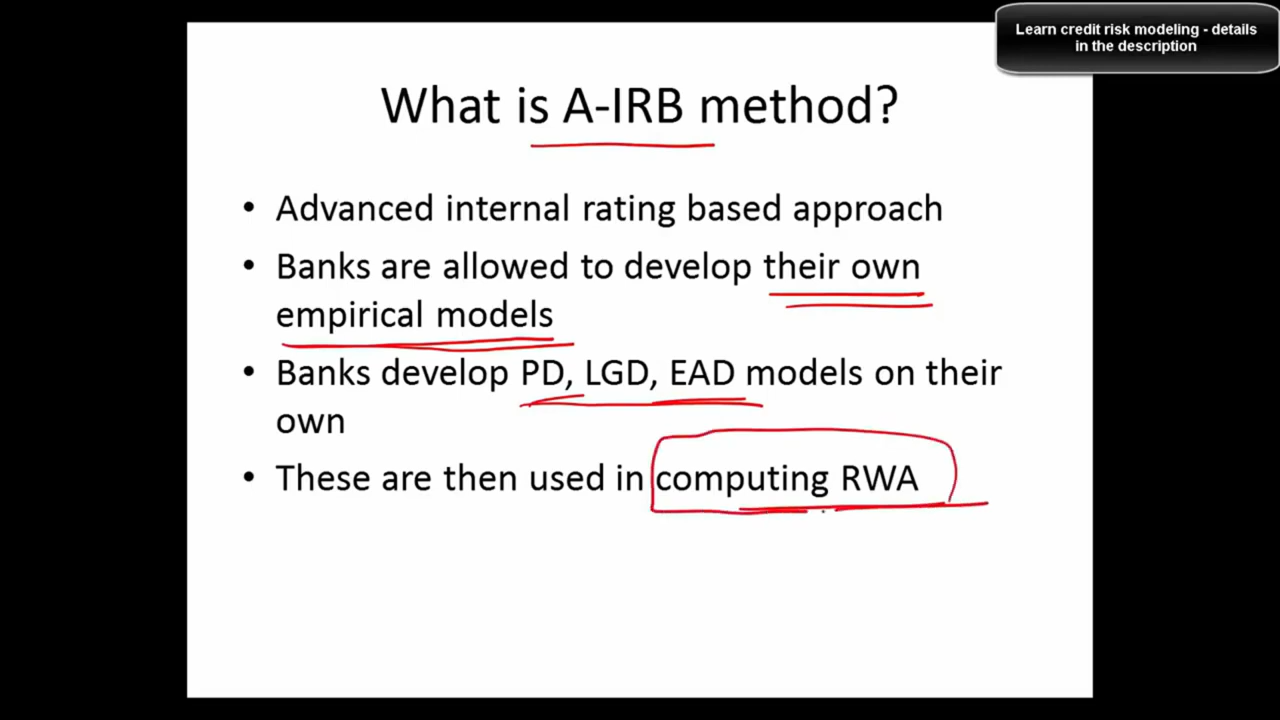 Learn credit risk modeling - details
in the description
What is A-IRB method?
• Advanced internal rating based approach
• Banks are allowed to develop their own
empirical models
• Banks develop PD, LGD, EAD models on their
own
• These are then used in computing RWA